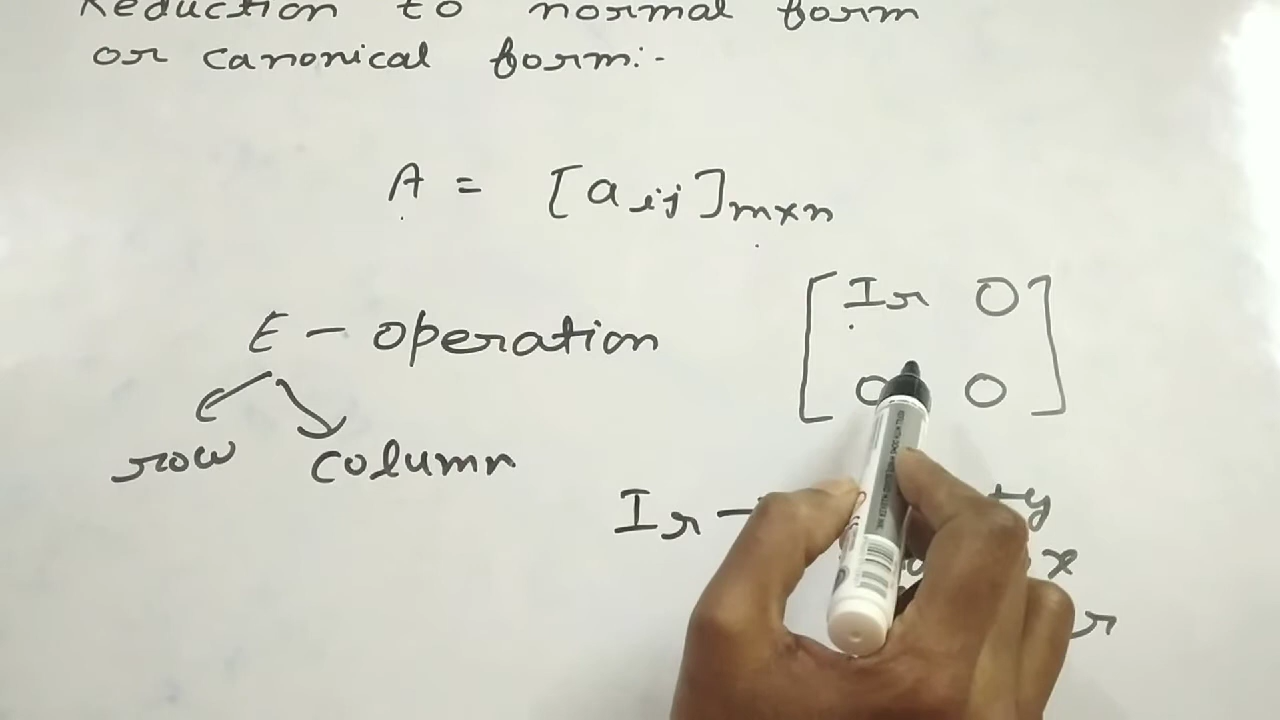 Reduction to normal form
or canonical form:-
A = [aij]m×n
E - operation
row column
[Ir 0
0 0]
Ir -
x
r